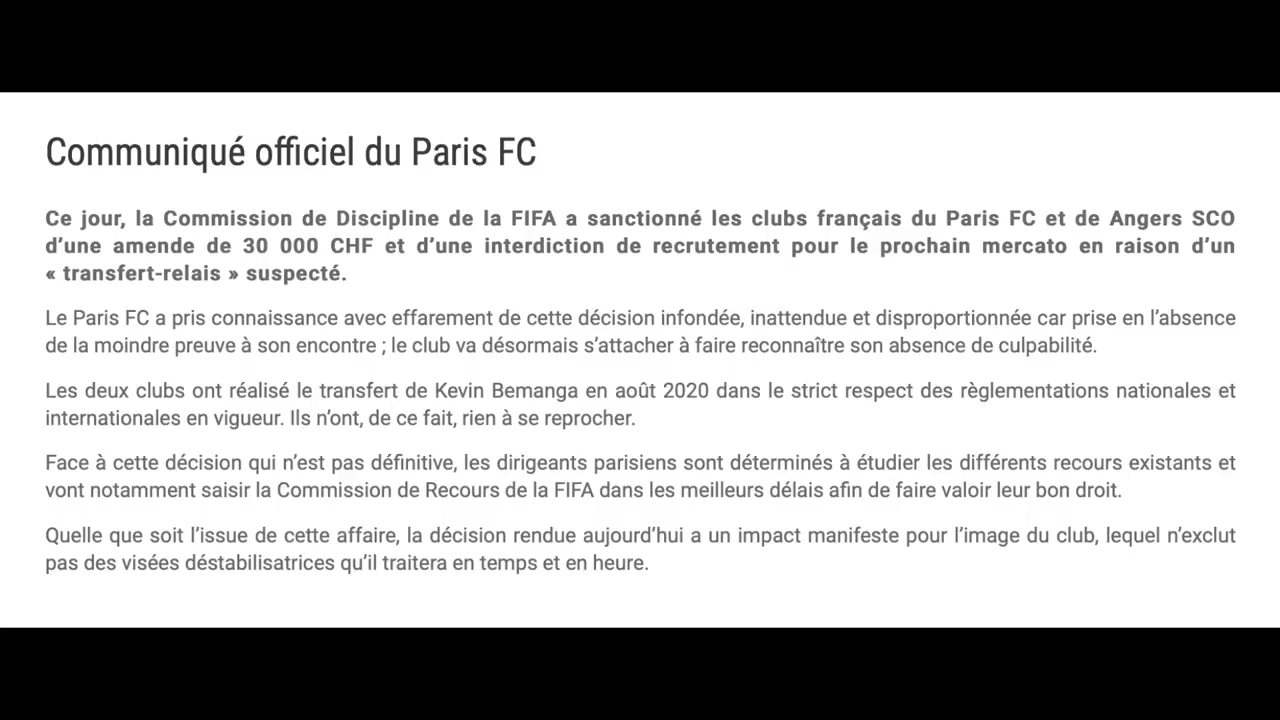 Communiqué officiel du Paris FC
Ce jour, la Commission de Discipline de la FIFA a sanctionné les clubs français du Paris FC et de Angers SCO
d’une amende de 30 000 CHF et d’une interdiction de recrutement pour le prochain mercato en raison d’un
« transfert-relais » suspecté.
Le Paris FC a pris connaissance avec effarement de cette décision infondée, inattendue et disproportionnée car prise en l’absence
de la moindre preuve à son encontre ; le club va désormais s’attacher à faire reconnaître son absence de culpabilité.
Les deux clubs ont réalisé le transfert de Kevin Bemanga en août 2020 dans le strict respect des règlementations nationales et
internationales en vigueur. Ils n’ont, de ce fait, rien à se reprocher.
Face à cette décision qui n’est pas définitive, les dirigeants parisiens sont déterminés à étudier les différents recours existants et
vont notamment saisir la Commission de Recours de la FIFA dans les meilleurs délais afin de faire valoir leur bon droit.
Quelle que soit l’issue de cette affaire, la décision rendue aujourd’hui a un impact manifeste pour l’image du club, lequel n’exclut
pas des visées déstabilisatrices qu’il traitera en temps et en heure.